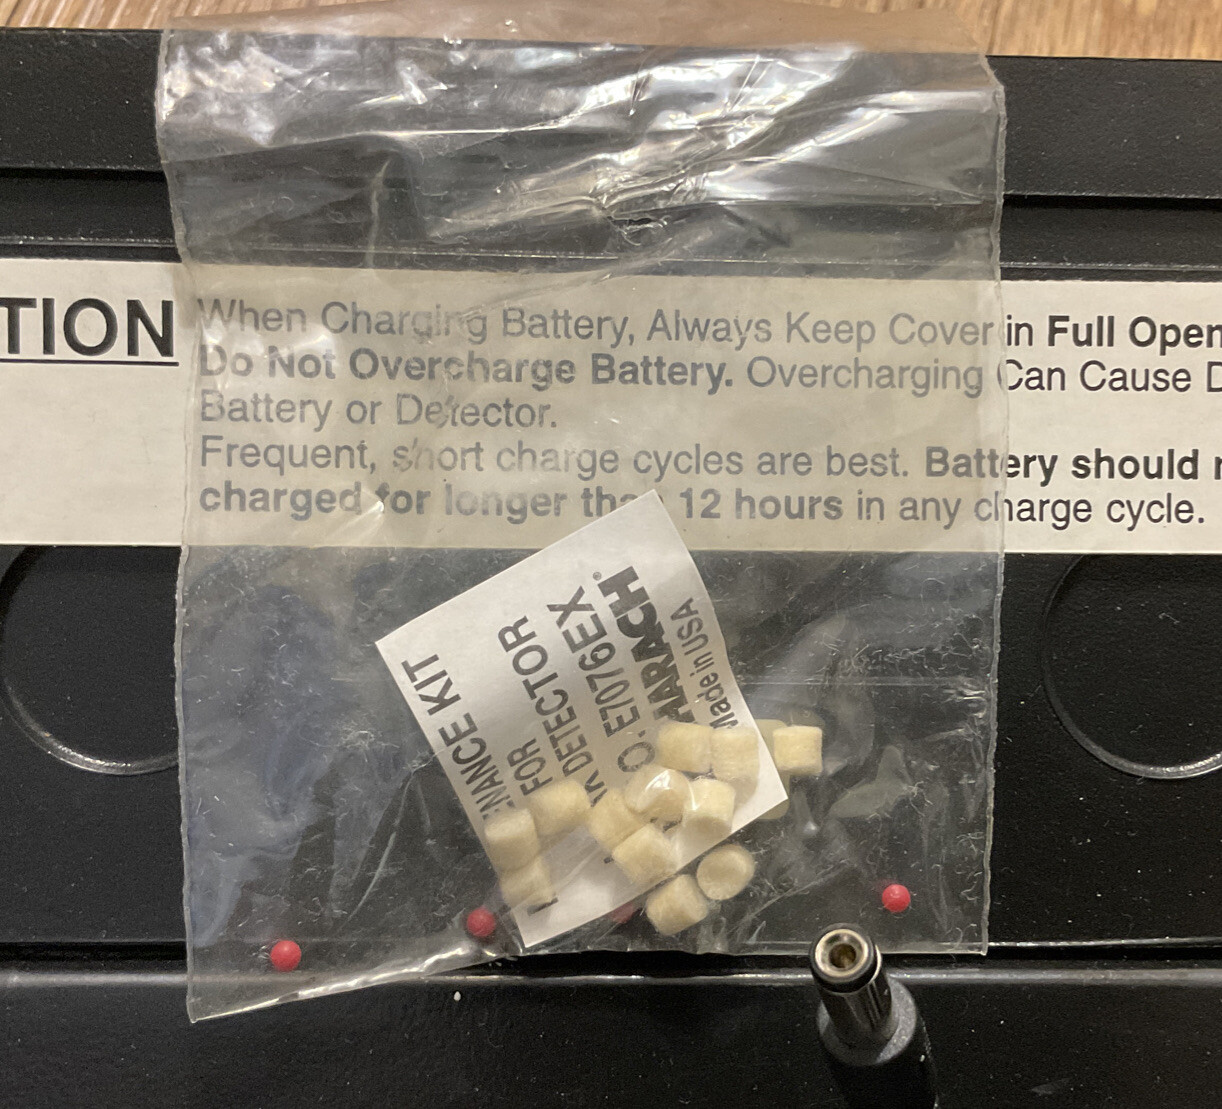 TION
When Charging Battery, Always Keep Cover in Full Open
Do Not Overcharge Battery. Overcharging Can Cause D
Battery or Detector.
Frequent, short charge cycles are best. Battery should
charged for longer than 12 hours in any charge cycle.
ENANCE KIT
FOR
DETECTOR
O. E7076EX
HARACH®
Made in USA